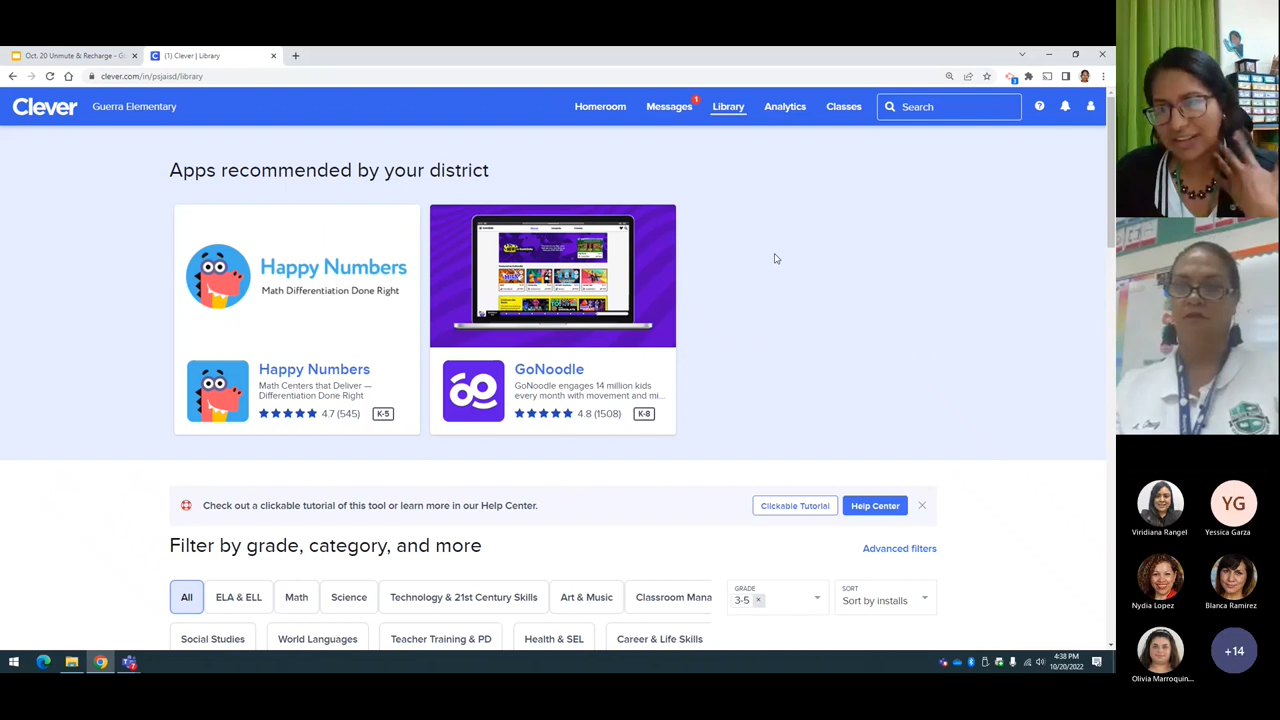 Oct. 20 Unmute & Recharge - Go
(1) Clever | Library
clever.com/in/psjaisd/library
Clever
Guerra Elementary
Homeroom
Messages
1
Library
Analytics
Classes
Search
Apps recommended by your district
Happy Numbers
Math Differentiation Done Right
Happy Numbers
Math Centers that Deliver —
Differentiation Done Right
4.7 (545)
K-5
GoNoodle
GoNoodle engages 14 million kids
every month with movement and mi...
4.8 (1508)
K-8
Check out a clickable tutorial of this tool or learn more in our Help Center.
Clickable Tutorial
Help Center
Filter by grade, category, and more
Advanced filters
All
ELA & ELL
Math
Science
Technology & 21st Century Skills
Art & Music
Classroom Mana
GRADE
3-5
SORT
Sort by installs
Social Studies
World Languages
Teacher Training & PD
Health & SEL
Career & Life Skills
4:38 PM
10/20/2022
YG
Viridiana Rangel
Yessica Garza
Nydia Lopez
Blanca Ramirez
+14
Olivia Marroquin...